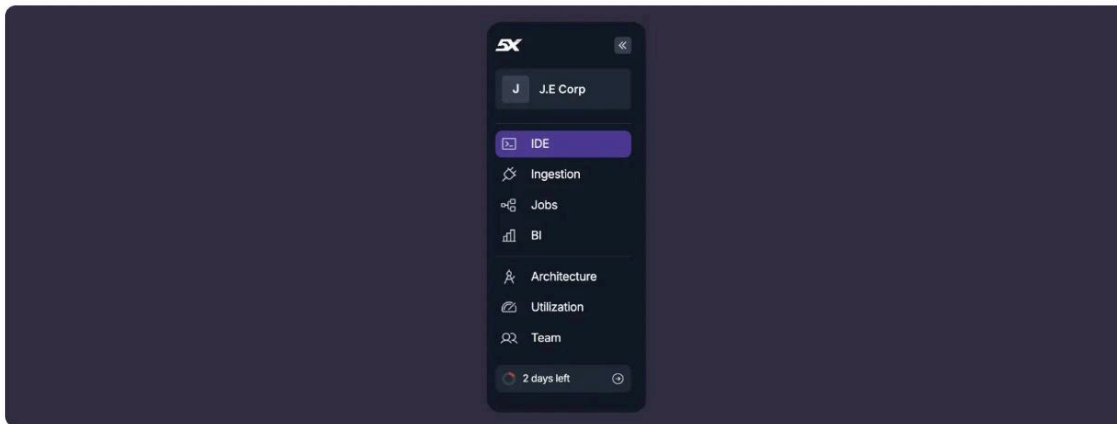 5X
J J.E Corp
IDE
Ingestion
Jobs
BI
Architecture
Utilization
Team
2 days left